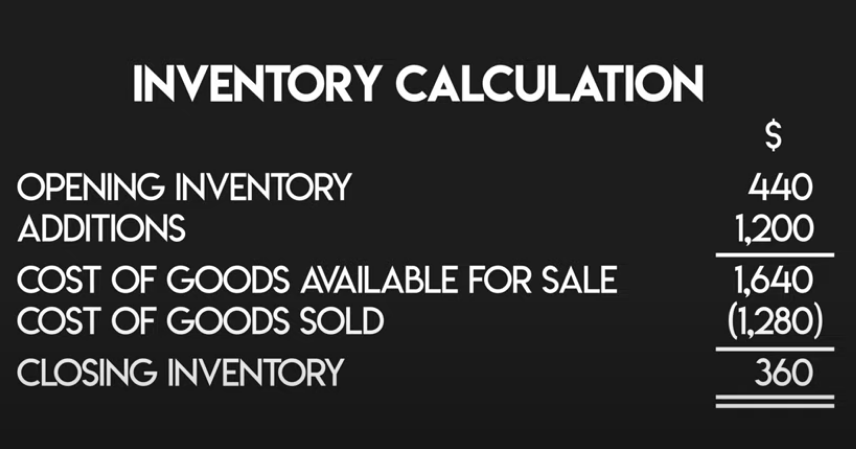 INVENTORY CALCULATION
$
OPENING INVENTORY 440
ADDITIONS 1,200
COST OF GOODS AVAILABLE FOR SALE 1,640
COST OF GOODS SOLD (1,280)
CLOSING INVENTORY 360